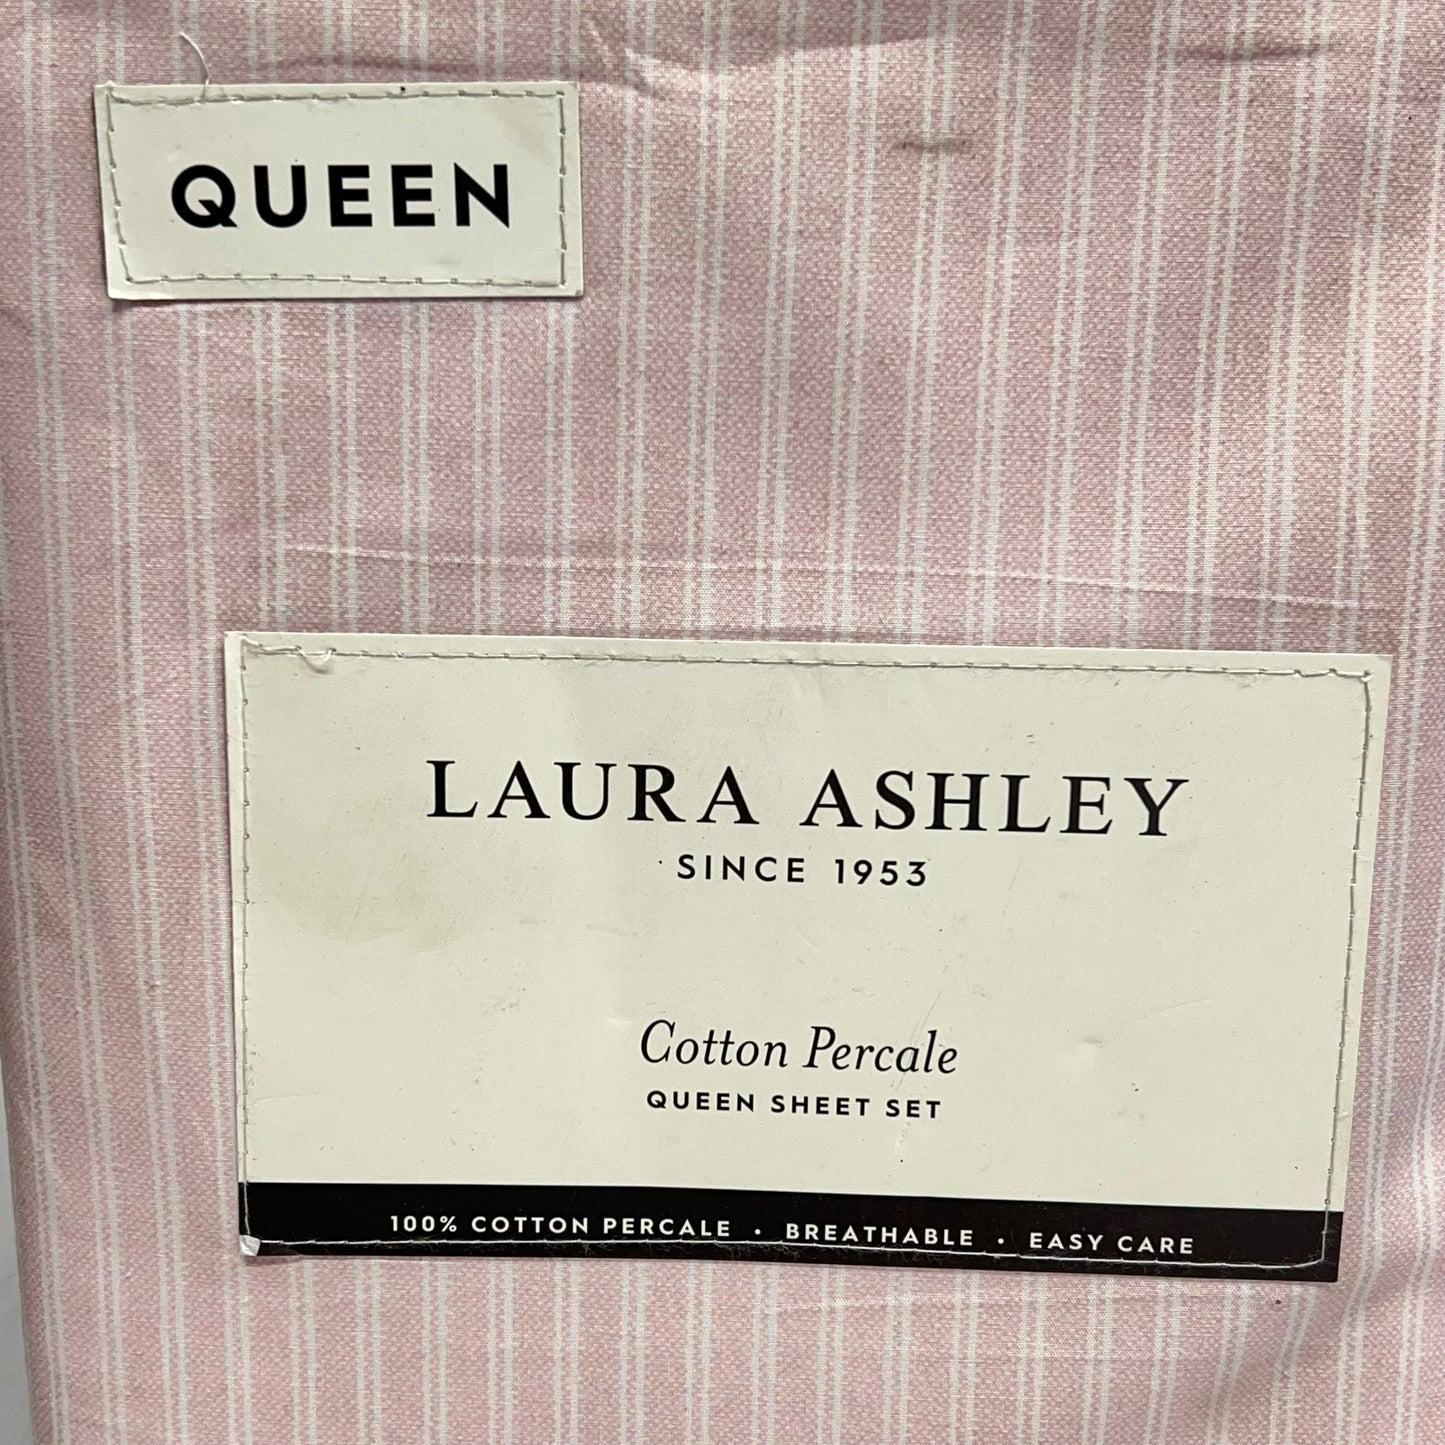 QUEEN
LAURA ASHLEY
SINCE 1953
Cotton Percale
QUEEN SHEET SET
100% COTTON PERCALE • BREATHABLE • EASY CARE